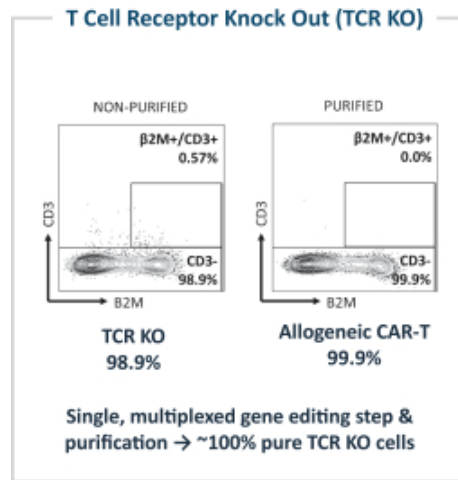 T Cell Receptor Knock Out (TCR KO)
NON-PURIFIED
PURIFIED
β2M+/CD3+
0.57%
β2M+/CD3+
0.0%
CD3
CD3
CD3-
98.9%
CD3-
99.9%
B2M
B2M
TCR KO
98.9%
Allogeneic CAR-T
99.9%
Single, multiplexed gene editing step &
purification → ~100% pure TCR KO cells